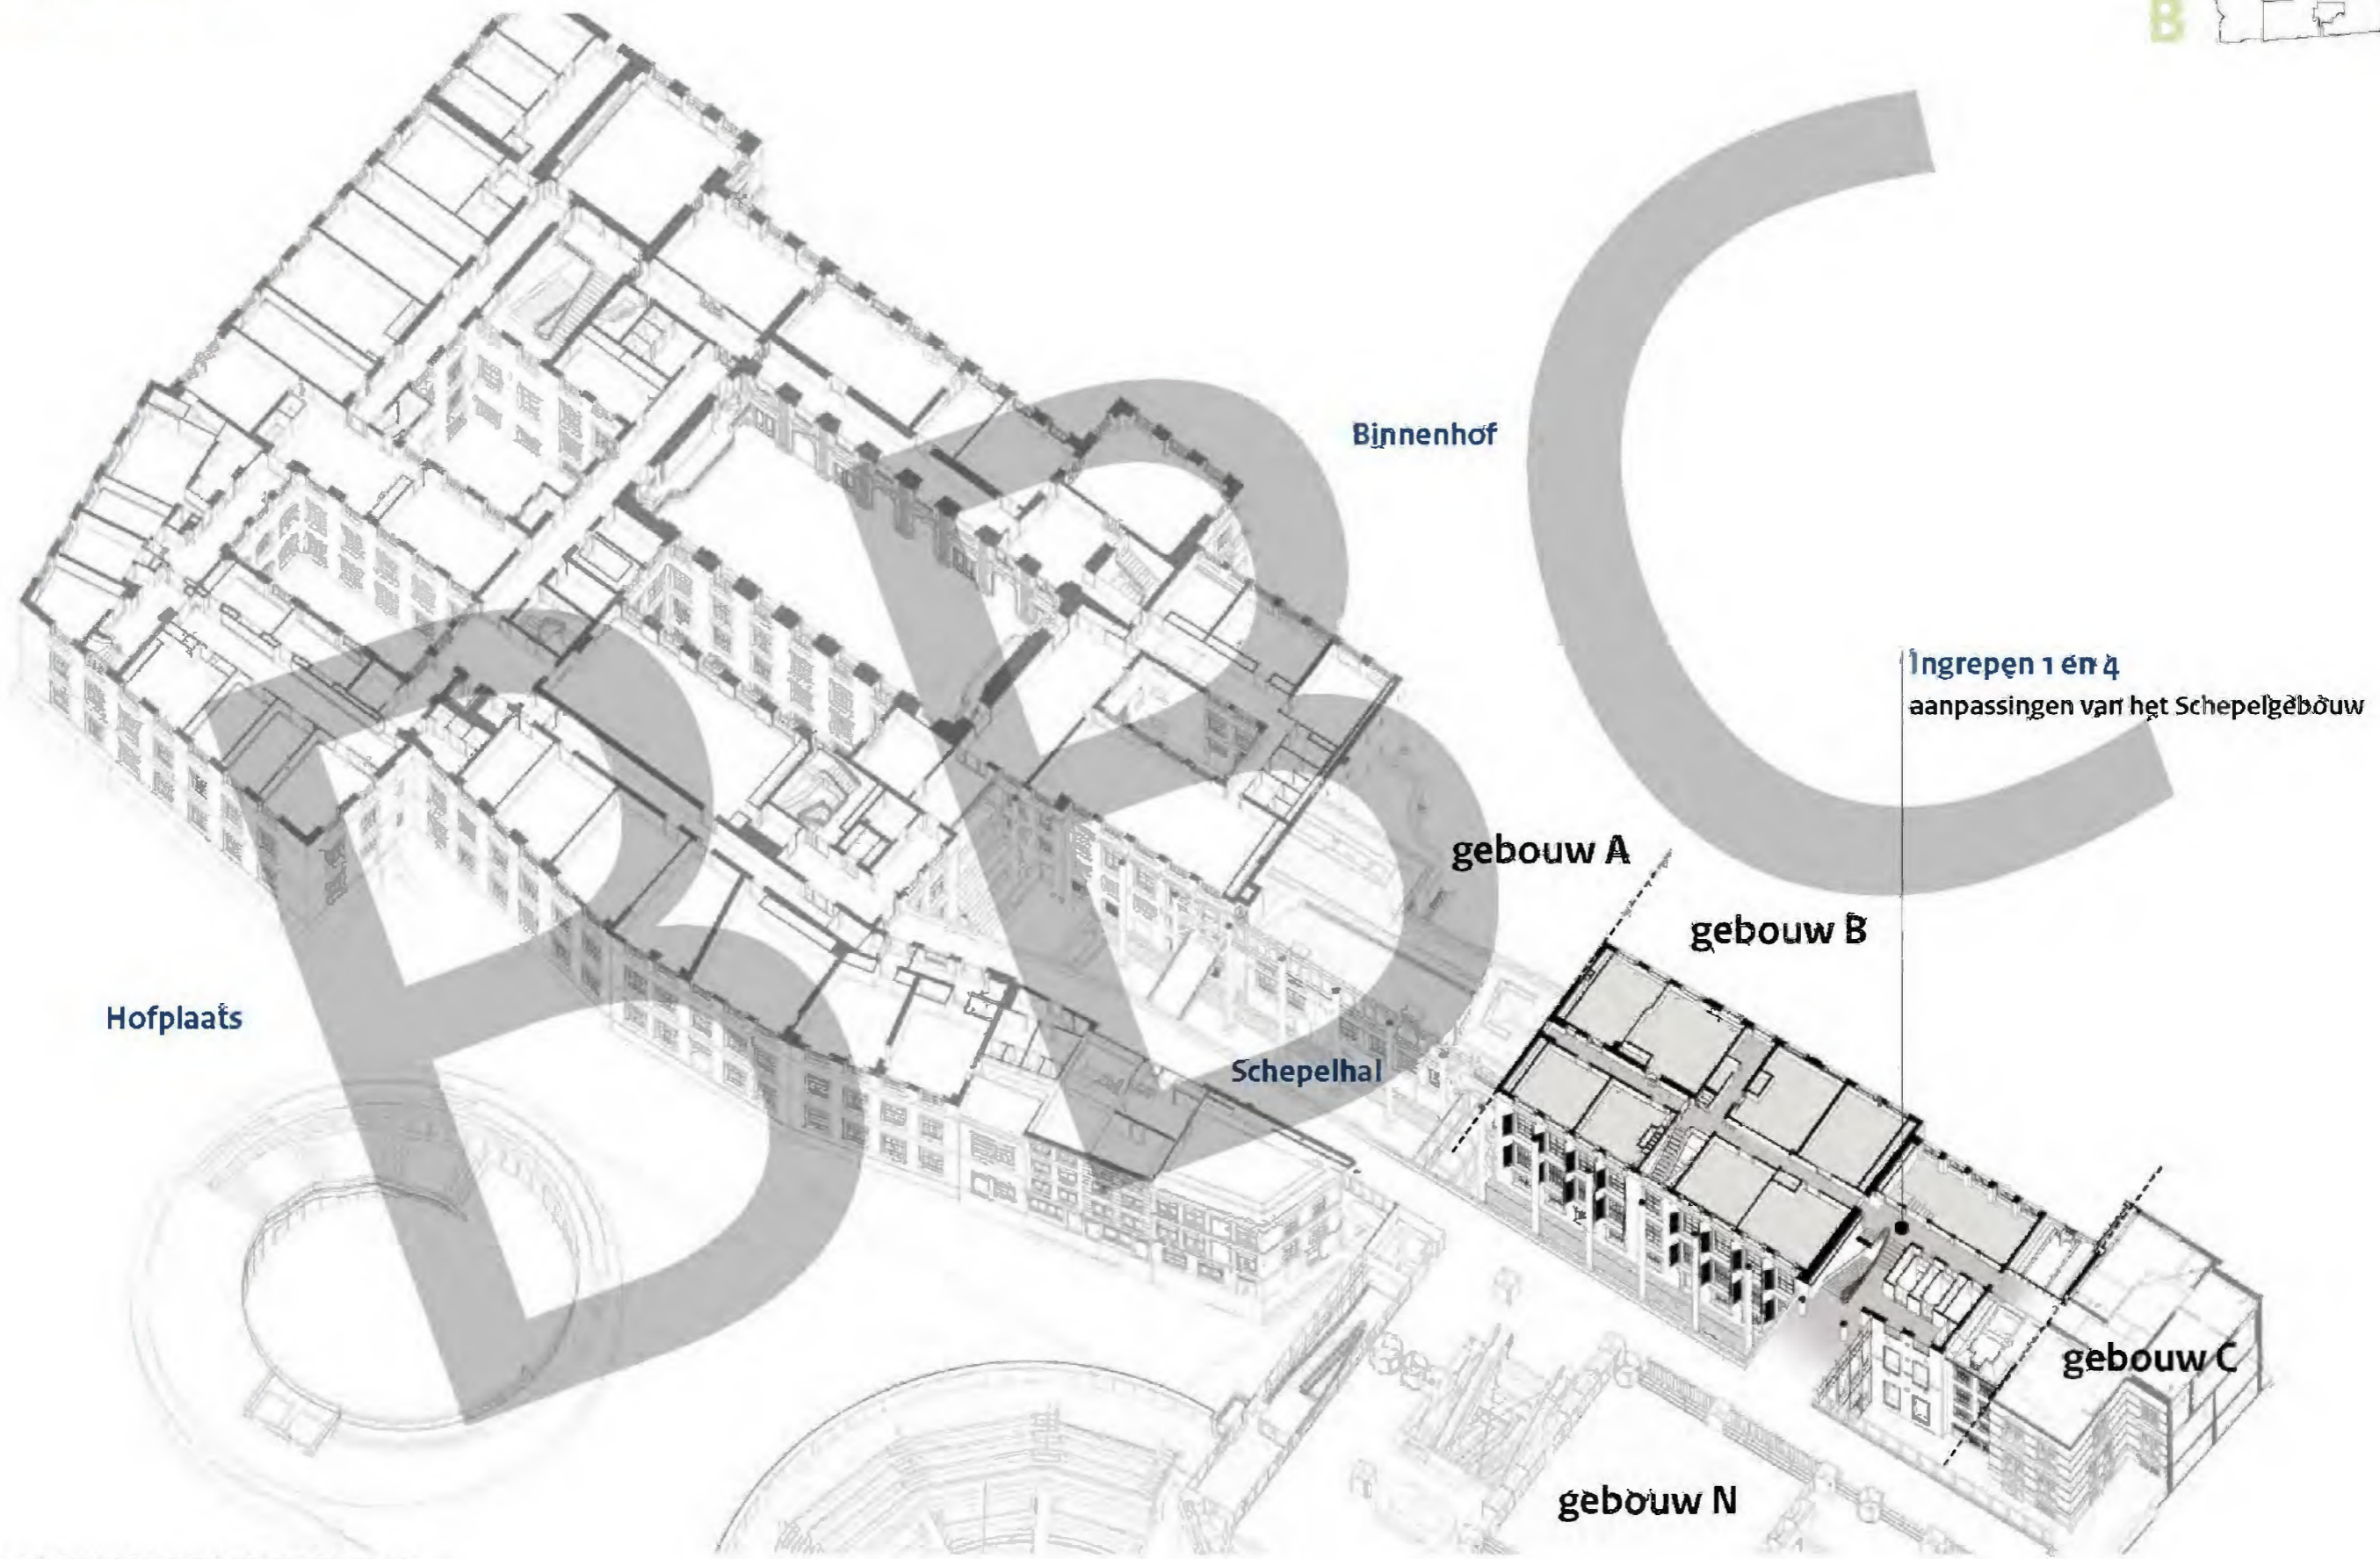 B
BBC
Binnenhof
Ingrepen 1 en 4
aanpassingen van het Schepelgebouw
gebouw A
gebouw B
Hofplaats
Schepelhal
gebouw C
gebouw N